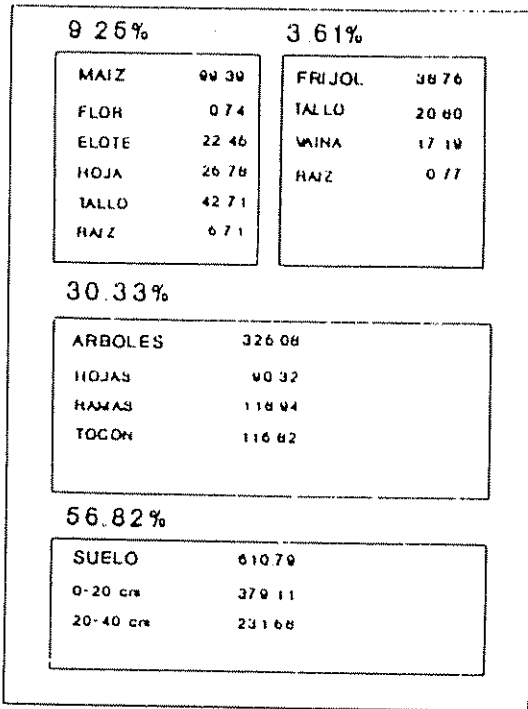 9.25%
MAIZ 99.39
FLOR 0.74
ELOTE 22.46
HOJA 26.78
TALLO 42.71
RAIZ 6.71
3.61%
FRIJOL 38.76
TALLO 20.80
VAINA 17.19
RAIZ 0.77
30.33%
ARBOLES 326.08
HOJAS 90.32
RAMAS 118.94
TOCON 116.82
56.82%
SUELO 610.79
0-20 cm 379.11
20-40 cm 231.68